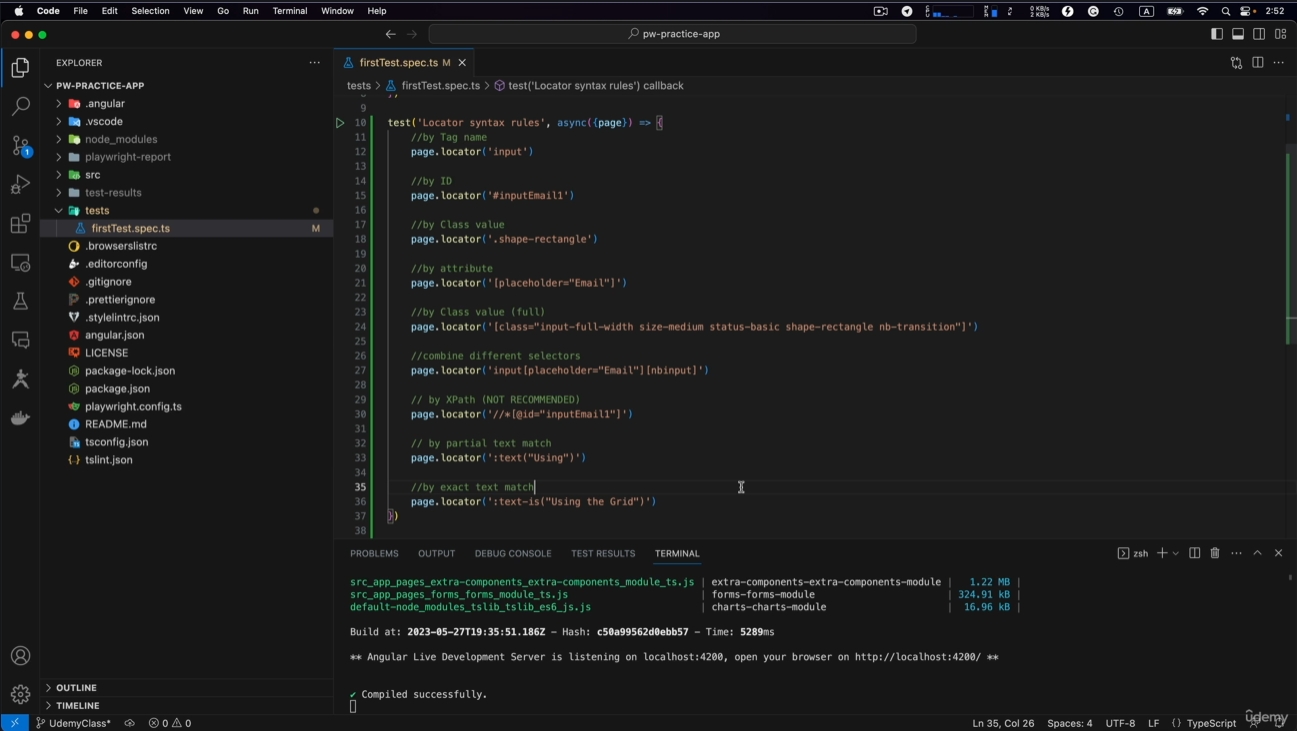 Code File Edit Selection View Go Run Terminal Window Help
0 KB/s
2 KB/s
A
2:52
pw-practice-app
EXPLORER
firstTest.spec.ts M
PW-PRACTICE-APP
tests > firstTest.spec.ts > test('Locator syntax rules') callback
.angular
.vscode
node_modules
playwright-report
src
test-results
tests
firstTest.spec.ts M
.browserslistrc
.editorconfig
.gitignore
.prettierignore
.stylelintrc.json
angular.json
LICENSE
package-lock.json
package.json
playwright.config.ts
README.md
tsconfig.json
tslint.json
OUTLINE
TIMELINE
1
9
10 test('Locator syntax rules', async({page}) => {
11 //by Tag name
12 page.locator('input')
13
14 //by ID
15 page.locator('#inputEmail1')
16
17 //by Class value
18 page.locator('.shape-rectangle')
19
20 //by attribute
21 page.locator('[placeholder="Email"]')
22
23 //by Class value (full)
24 page.locator('[class="input-full-width size-medium status-basic shape-rectangle nb-transition"]')
25
26 //combine different selectors
27 page.locator('input[placeholder="Email"][nbinput]')
28
29 // by XPath (NOT RECOMMENDED)
30 page.locator('//*[@id="inputEmail1"]')
31
32 // by partial text match
33 page.locator(':text("Using")')
34
35 //by exact text match
36 page.locator(':text-is("Using the Grid")')
37 })
38
PROBLEMS OUTPUT DEBUG CONSOLE TEST RESULTS TERMINAL
zsh
src_app_pages_extra-components_extra-components_module_ts.js | extra-components-extra-components-module | 1.22 MB |
src_app_pages_forms_forms_module_ts.js | forms-forms-module | 324.91 kB |
default-node_modules_tslib_tslib_es6_js.js | charts-charts-module | 16.96 kB |
Build at: 2023-05-27T19:35:51.186Z - Hash: c50a99562d0ebb57 - Time: 5289ms
** Angular Live Development Server is listening on localhost:4200, open your browser on http://localhost:4200/ **
✔ Compiled successfully.
UdemyClass* 0 0
Ln 35, Col 26 Spaces: 4 UTF-8 LF {} TypeScript
udemy